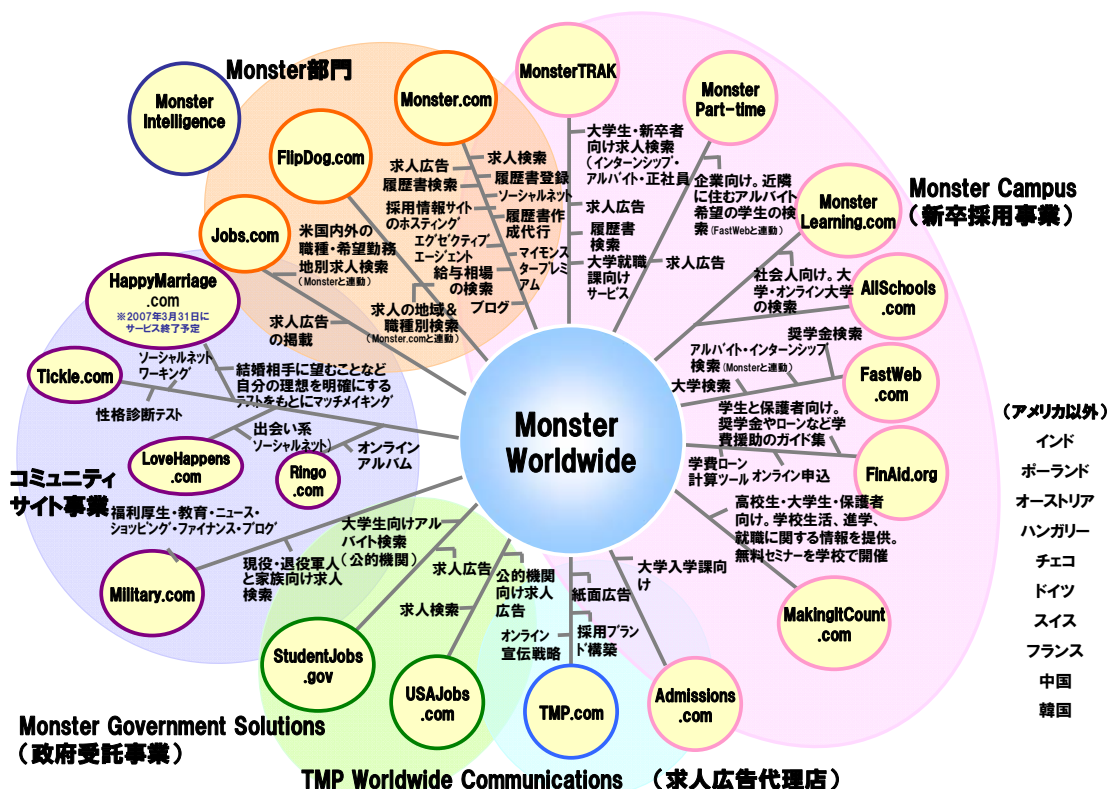 Monster部門
Monster
Intelligence
FlipDog.com
Monster.com
Jobs.com
求人広告
履歴書検索
採用情報サイト
のホスティング
エグゼクティブ
エージェント
給与相場
の検索
求人検索
履歴書登録
ソーシャルネット
履歴書作
成代行
マイモンス
タープレミ
アム
ブログ
求人の地域&
職種別検索
(Monster.comと連動)
米国内外の
職種・希望勤務
地別求人検索
(Monsterと連動)
求人広告
の掲載
MonsterTRAK
大学生・新卒者
向け求人検索
(インターンシップ・
アルバイト・正社員
求人広告
履歴書
検索
大学就職
課向け
サービス
Monster
Part-time
企業向け。近隣
に住むアルバイト
希望の学生の検
索(FastWebと連動)
求人広告
Monster Campus
(新卒採用事業)
Monster
Learning.com
社会人向け。大
学・オンライン大学
の検索
AllSchools
.com
奨学金検索
アルバイト・インターンシップ
検索(Monsterと連動)
大学検索
FastWeb
.com
学生と保護者向け。
奨学金やローンなど学
費援助のガイド集
学費ローン
計算ツール
オンライン申込
FinAid.org
高校生・大学生・保護者
向け。学校生活、進学、
就職に関する情報を提供。
無料セミナーを学校で開催
MakingItCount
.com
大学入学課向
け
Admissions
.com
Monster
Worldwide
HappyMarriage
.com
※2007年3月31日に
サービス終了予定
結婚相手に望むことなど
自分の理想を明確にする
テストをもとにマッチメイキング
Tickle.com
ソーシャルネット
ワーキング
性格診断テスト
LoveHappens
.com
出会い系
ソーシャルネット)
Ringo
.com
オンライン
アルバム
コミュニティ
サイト事業
福利厚生・教育・ニュース・
ショッピング・ファイナンス・ブログ
現役・退役軍人
と家族向け求人
検索
Military.com
大学生向けアル
バイト検索
(公的機関)
求人広告
StudentJobs
.gov
求人検索
公的機関
向け求人
広告
USAJobs
.com
Monster Government Solutions
(政府受託事業)
紙面広告
オンライン
宣伝戦略
採用ブラン
ド構築
TMP.com
TMP Worldwide Communications (求人広告代理店)
(アメリカ以外)
インド
ポーランド
オーストリア
ハンガリー
チェコ
ドイツ
スイス
フランス
中国
韓国